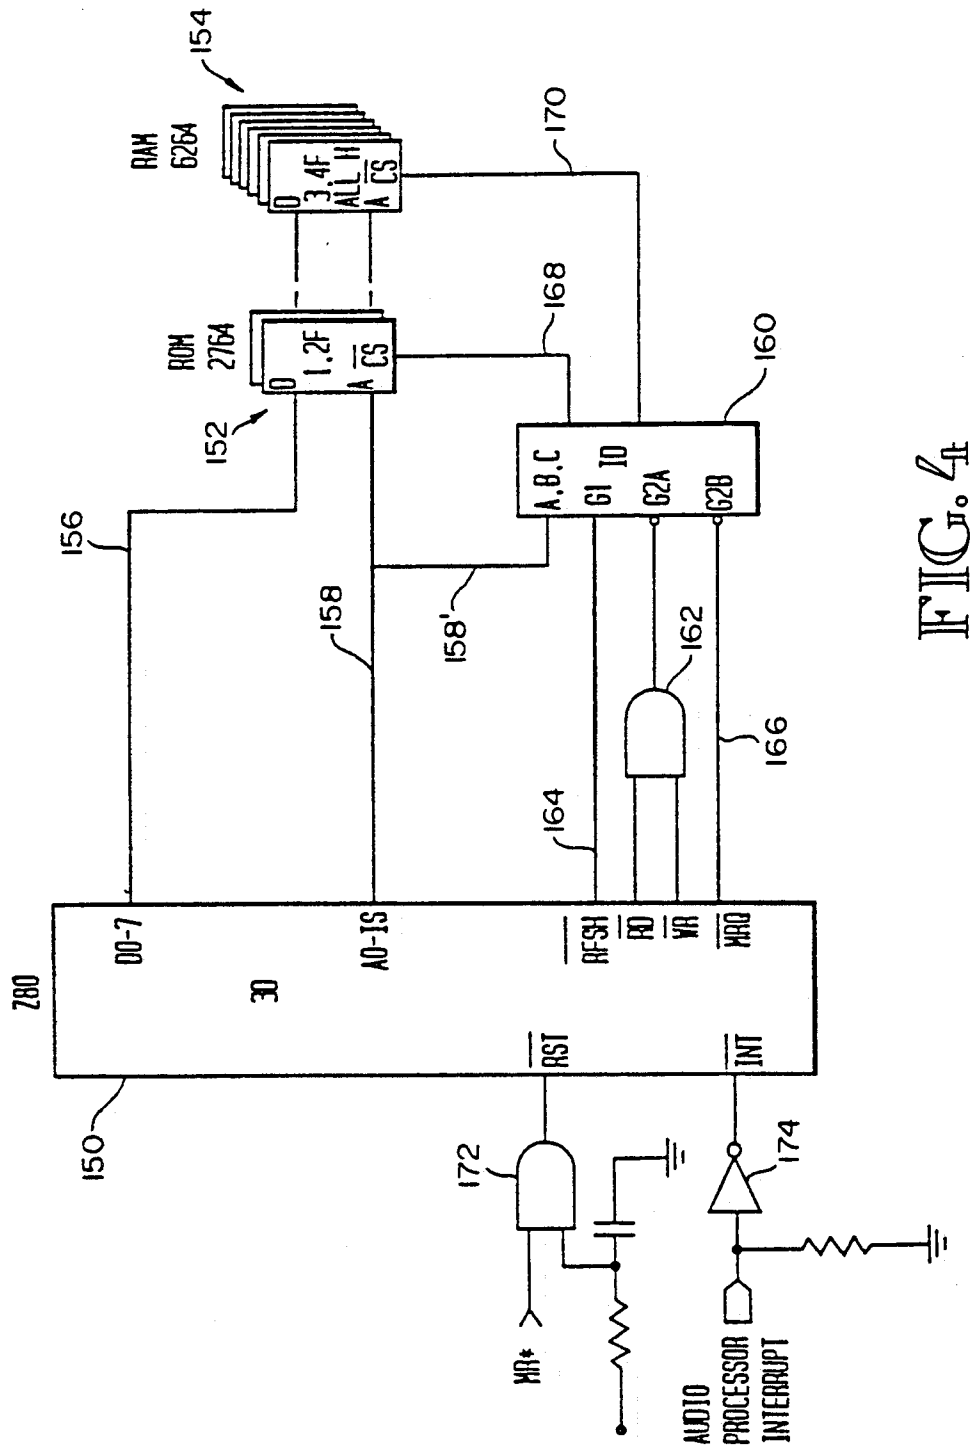 Z80
150
30
D0-7
A0-15
RFSH
RD
WR
MRQ
RST
INT
156
158
158'
164
166
162
160
A,B,C
G1
1D
G2A
G2B
168
170
ROM
2764
152
D
1,2F
A CS
RAM
6264
154
D
3,4F
ALL H
A CS
172
MR*
174
AUDIO
PROCESSOR
INTERRUPT
FIG. 4